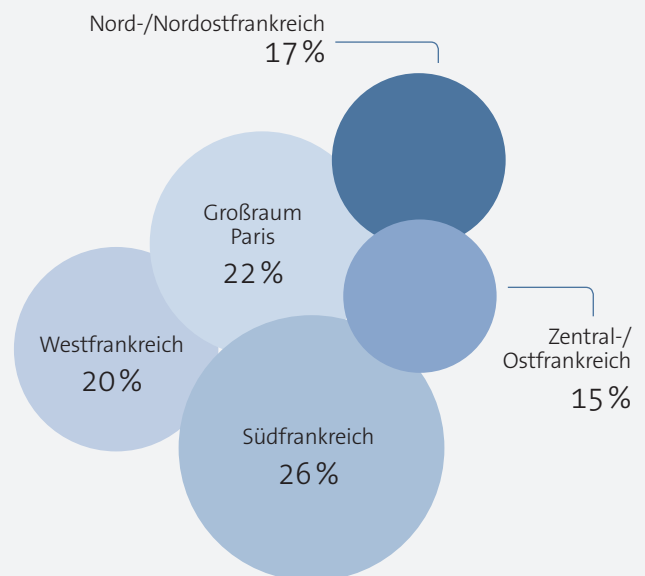 Nord-/Nordostfrankreich
17 %
Großraum
Paris
22 %
Westfrankreich
20 %
Zentral-/
Ostfrankreich
15 %
Südfrankreich
26 %